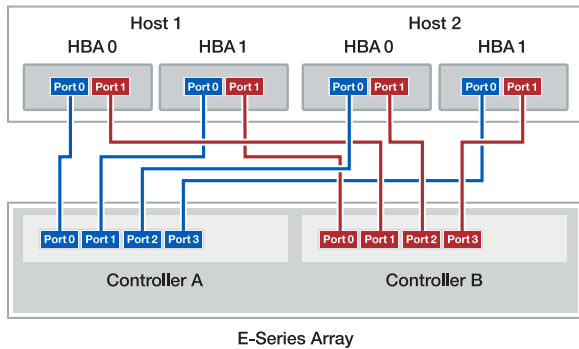 Host 1 Host 2
HBA 0 HBA 1 HBA 0 HBA 1
Port 0 Port 1 Port 0 Port 1 Port 0 Port 1 Port 0 Port 1
Port 0 Port 1 Port 2 Port 3 Port 0 Port 1 Port 2 Port 3
Controller A Controller B
E-Series Array